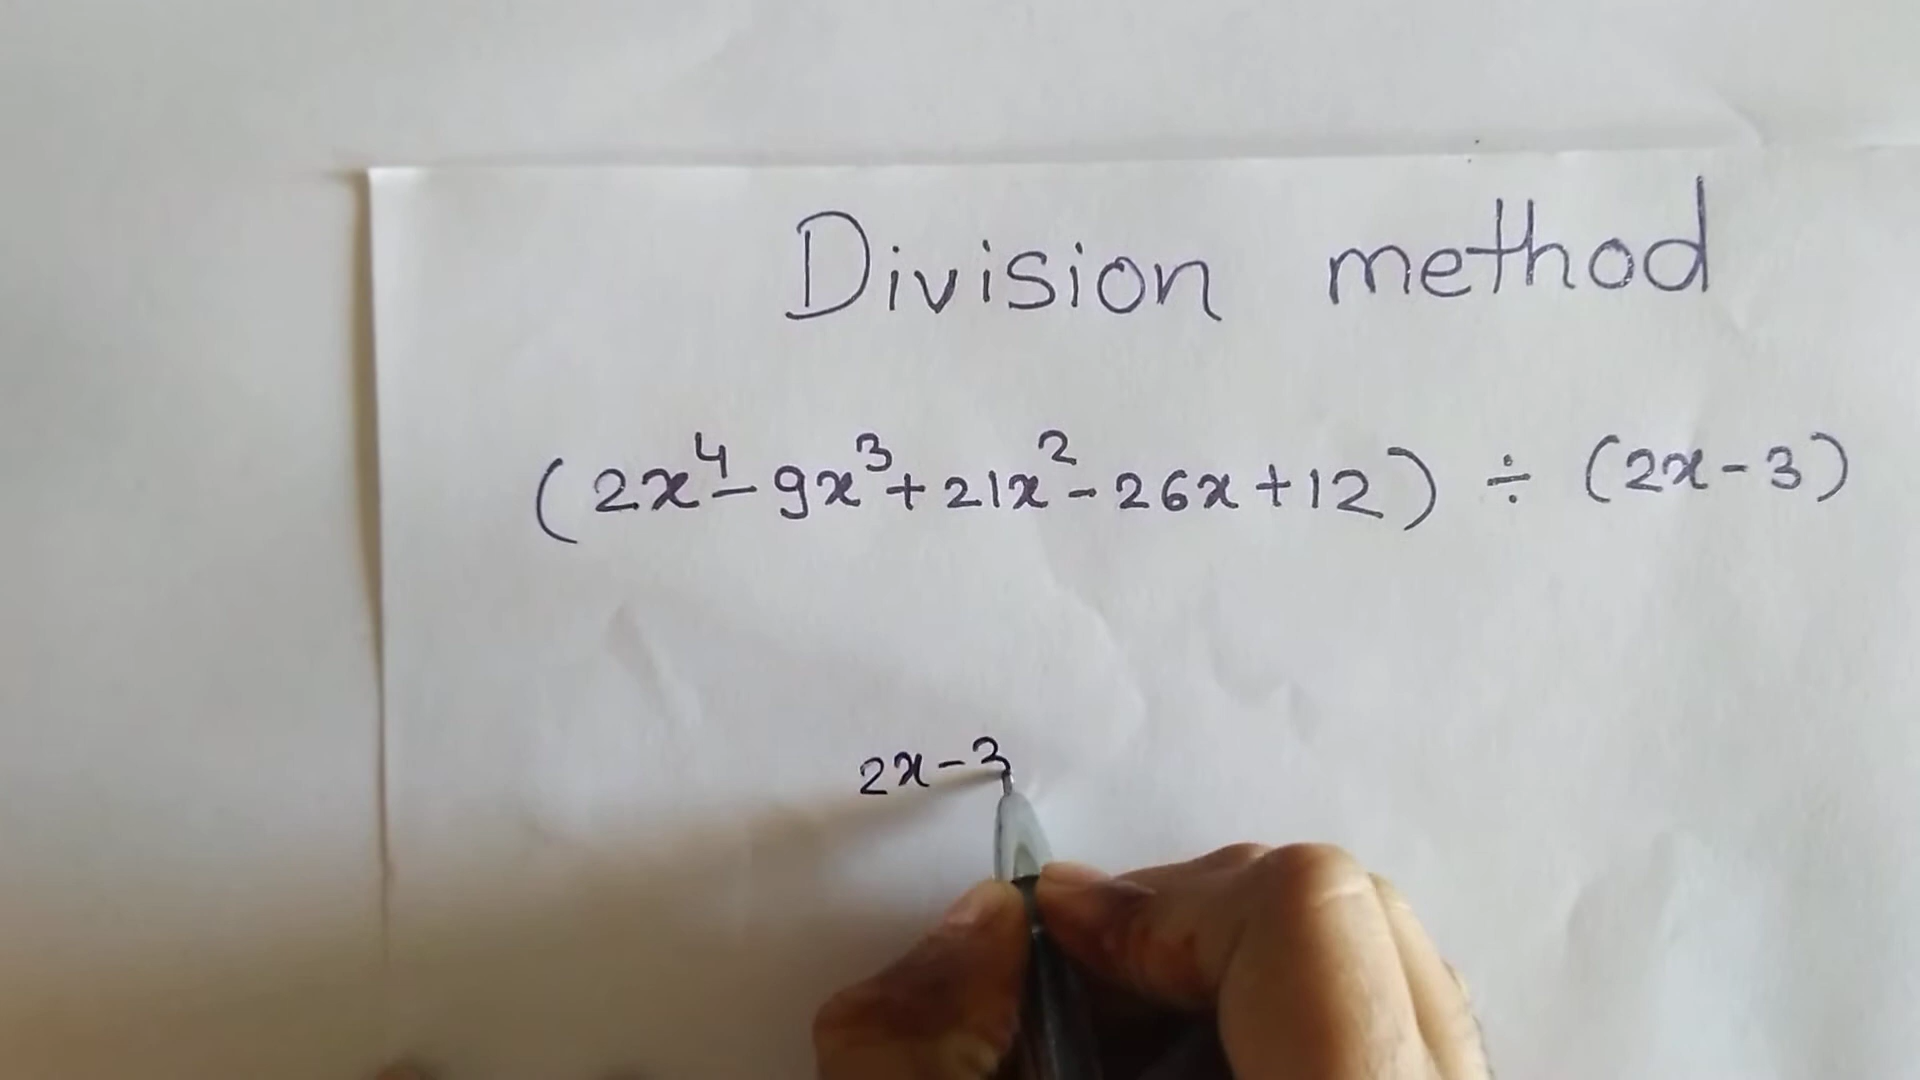 Division method
(2x⁴ - 9x³ + 21x² - 26x + 12) ÷ (2x - 3)
2x - 3